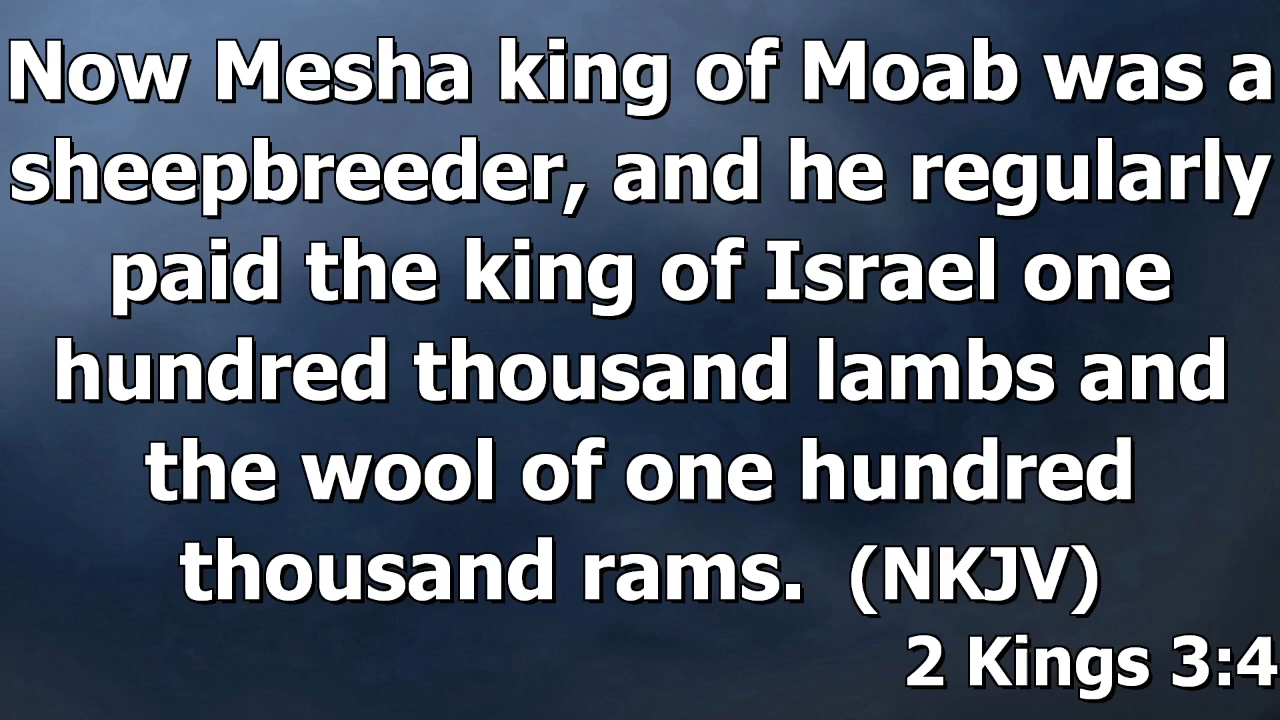 Now Mesha king of Moab was a
sheepbreeder, and he regularly
paid the king of Israel one
hundred thousand lambs and
the wool of one hundred
thousand rams.  (NKJV)
2 Kings 3:4